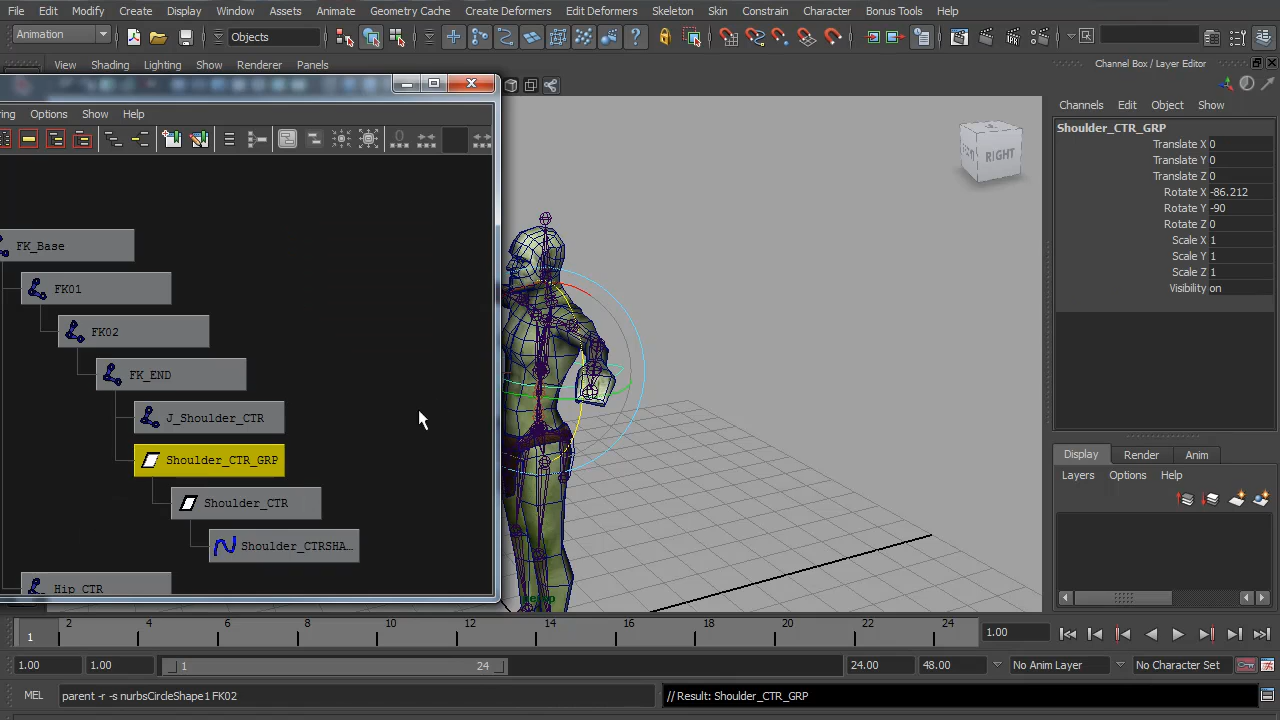 File Edit Modify Create Display Window Assets Animate Geometry Cache Create Deformers Edit Deformers Skeleton Skin Constrain Character Bonus Tools Help
Animation
Objects
View Shading Lighting Show Renderer Panels
Channel Box / Layer Editor
Options Show Help
Channels Edit Object Show
Shoulder_CTR_GRP
Translate X 0
Translate Y 0
Translate Z 0
Rotate X -86.212
Rotate Y -90
Rotate Z 0
Scale X 1
Scale Y 1
Scale Z 1
Visibility on
RIGHT
FK_Base
FK01
FK02
FK_END
J_Shoulder_CTR
Shoulder_CTR_GRP
Shoulder_CTR
Shoulder_CTRSHA...
Hip_CTR
persp
Display Render Anim
Layers Options Help
1 2 4 6 8 10 12 14 16 18 20 22 24
1.00
1.00 1.00 1 24 24.00 48.00 No Anim Layer No Character Set
MEL parent -r -s nurbsCircleShape1 FK02 // Result: Shoulder_CTR_GRP